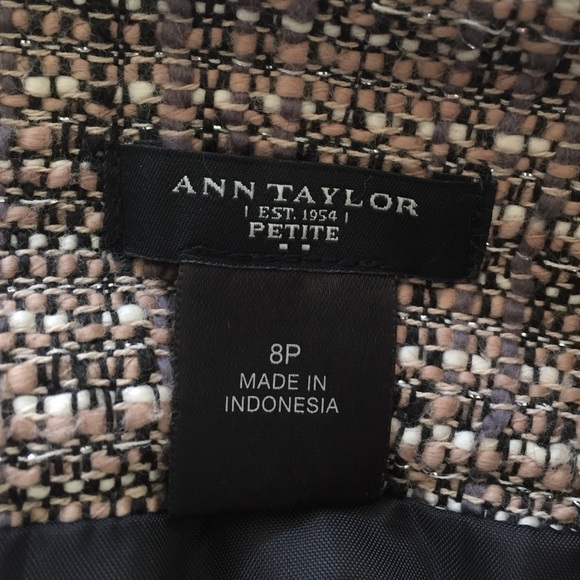 ANN TAYLOR
| EST. 1954 |
PETITE
8P
MADE IN
INDONESIA